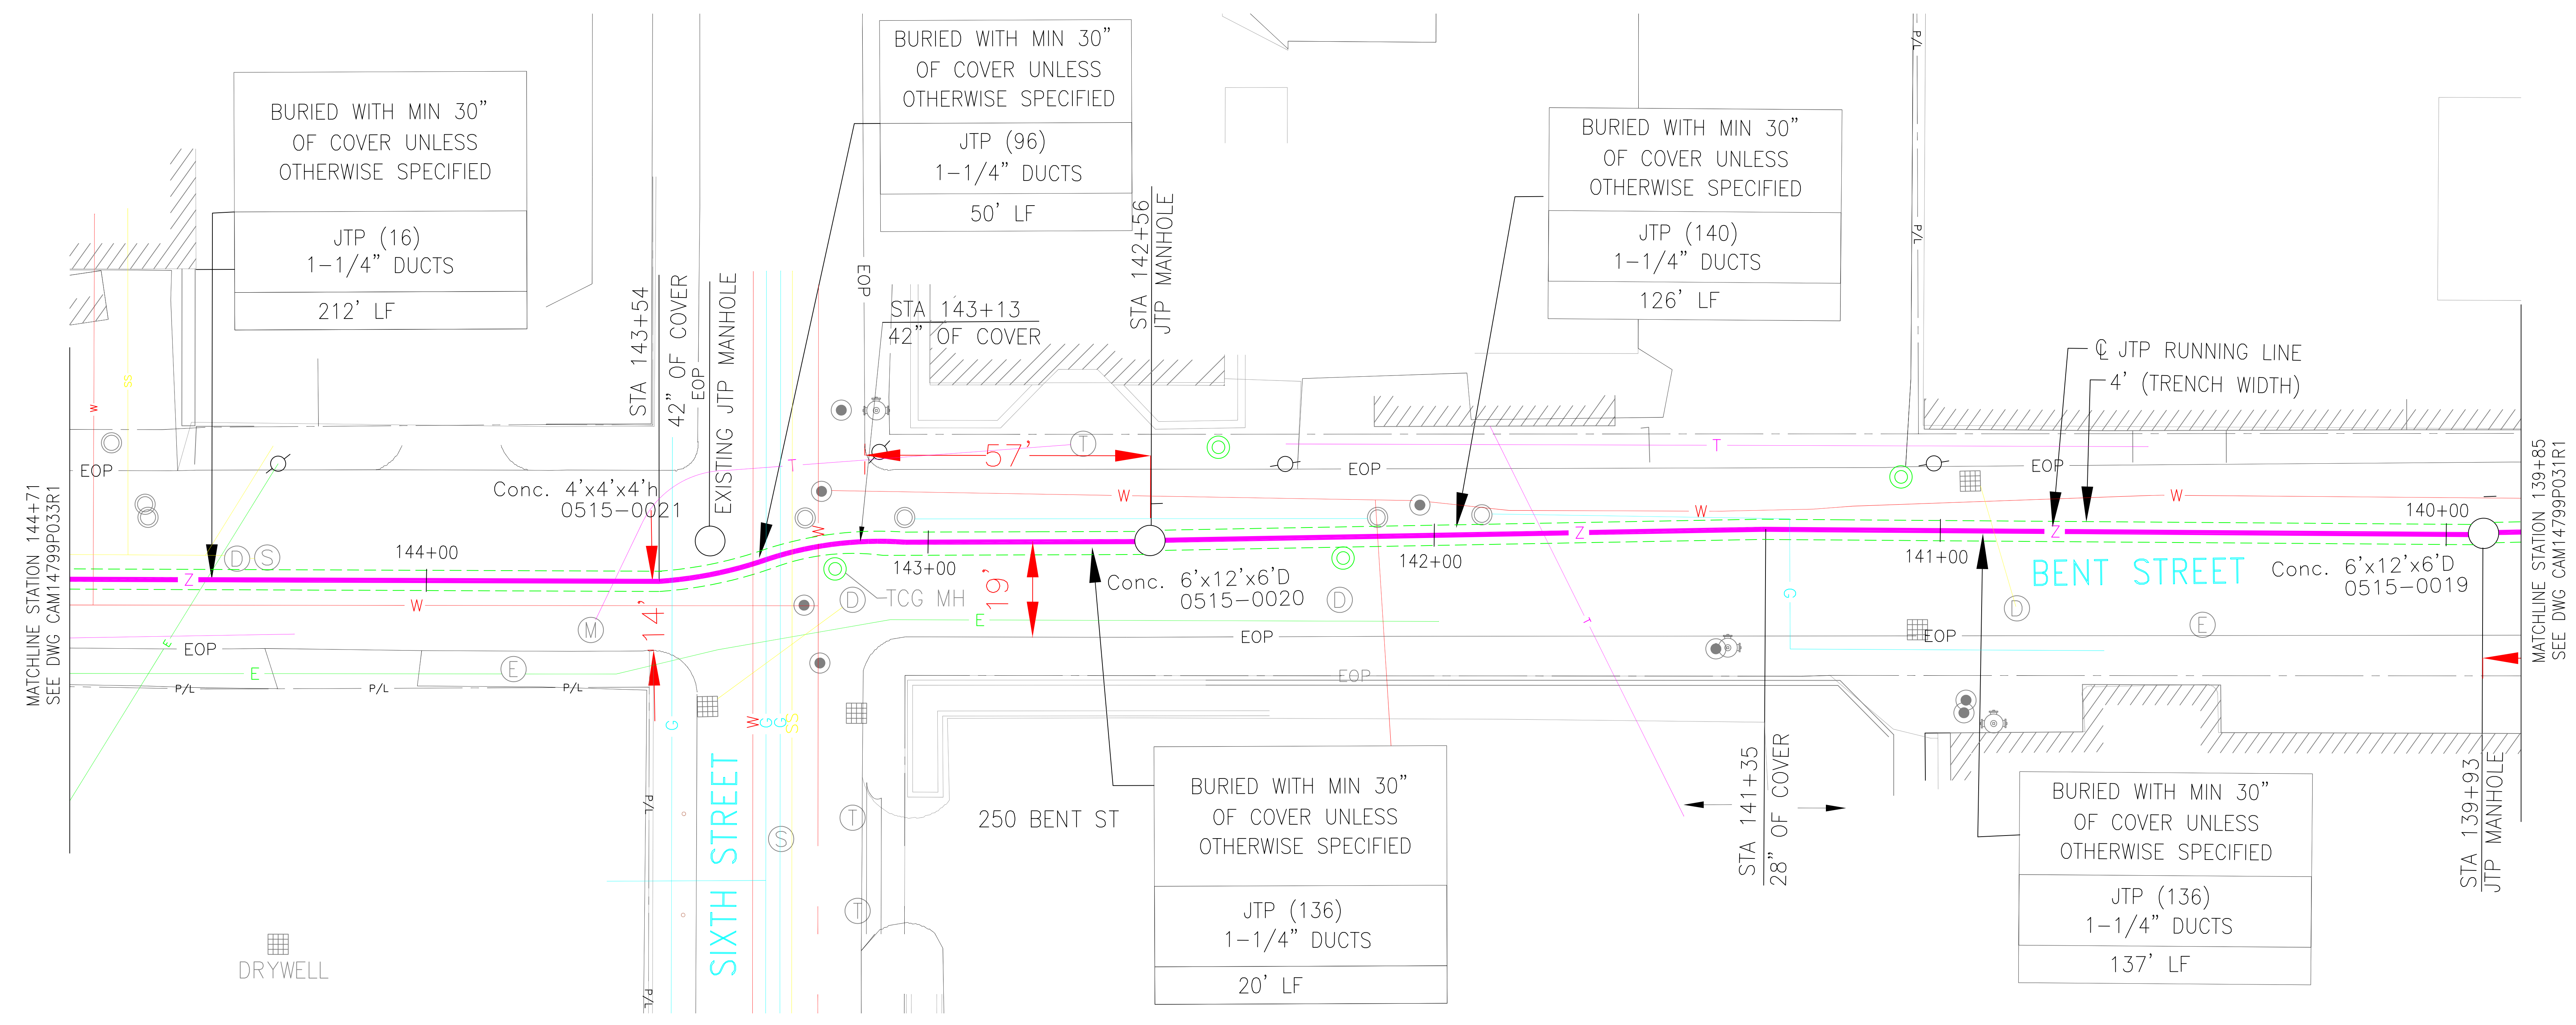 MATCHLINE STATION 144+71
SEE DWG CAM14799P033R1
BURIED WITH MIN 30"
OF COVER UNLESS
OTHERWISE SPECIFIED
JTP (16)
1-1/4" DUCTS
212' LF
BURIED WITH MIN 30"
OF COVER UNLESS
OTHERWISE SPECIFIED
JTP (96)
1-1/4" DUCTS
50' LF
BURIED WITH MIN 30"
OF COVER UNLESS
OTHERWISE SPECIFIED
JTP (140)
1-1/4" DUCTS
126' LF
STA 143+54
42" OF COVER
EOP
EXISTING JTP MANHOLE
EOP
STA 143+13
42" OF COVER
STA 142+56
JTP MANHOLE
P/L
P/L
℄ JTP RUNNING LINE
4' (TRENCH WIDTH)
SS
W
EOP
Conc. 4'x4'x4'h
0515-0021
T
57'
T
EOP
T
EOP
W
W
W
W
D
S
144+00
143+00
142+00
141+00
140+00
Z
Z
Z
W
M
14'
TCG MH
D
19'
Conc. 6'x12'x6'D
0515-0020
D
T
G
BENT STREET
D
Conc. 6'x12'x6'D
0515-0019
E
E
EOP
E
E
E
EOP
EOP
EOP
P/L
P/L
P/L
G
W
G
G
SS
SIXTH STREET
P/L
P/L
S
T
T
250 BENT ST
DRYWELL
BURIED WITH MIN 30"
OF COVER UNLESS
OTHERWISE SPECIFIED
JTP (136)
1-1/4" DUCTS
20' LF
STA 141+35
28" OF COVER
BURIED WITH MIN 30"
OF COVER UNLESS
OTHERWISE SPECIFIED
JTP (136)
1-1/4" DUCTS
137' LF
STA 139+93
JTP MANHOLE
MATCHLINE STATION 139+85
SEE DWG CAM14799P031R1